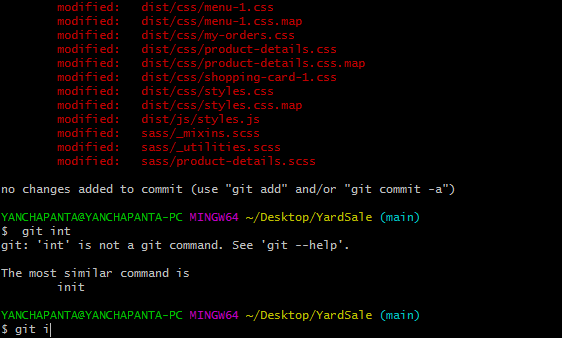 modified:   dist/css/menu-1.css
modified:   dist/css/menu-1.css.map
modified:   dist/css/my-orders.css
modified:   dist/css/product-details.css
modified:   dist/css/product-details.css.map
modified:   dist/css/shopping-card-1.css
modified:   dist/css/styles.css
modified:   dist/css/styles.css.map
modified:   dist/js/styles.js
modified:   sass/_mixins.scss
modified:   sass/_utilities.scss
modified:   sass/product-details.scss
no changes added to commit (use "git add" and/or "git commit -a")
YANCHAPANTA@YANCHAPANTA-PC MINGW64 ~/Desktop/YardSale (main)
$  git int
git: 'int' is not a git command. See 'git --help'.
The most similar command is
init
YANCHAPANTA@YANCHAPANTA-PC MINGW64 ~/Desktop/YardSale (main)
$ git i